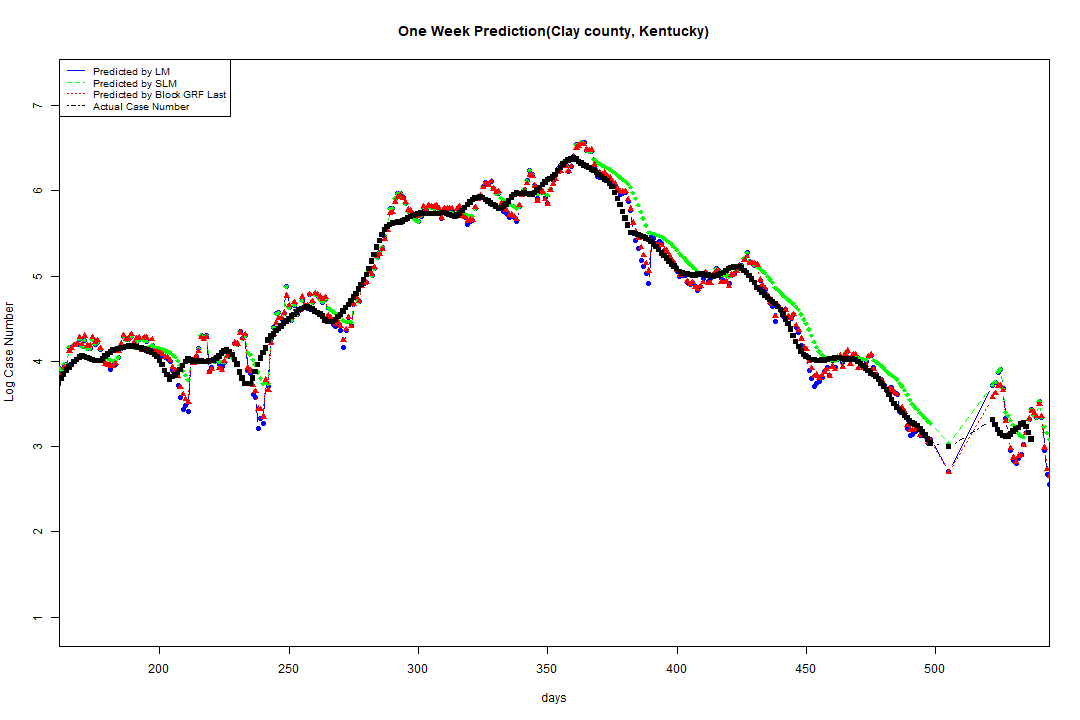 One Week Prediction(Clay county, Kentucky)
Predicted by LM
Predicted by SLM
Predicted by Block GRF Last
Actual Case Number
7
6
5
4
3
2
1
Log Case Number
200 250 300 350 400 450 500
days